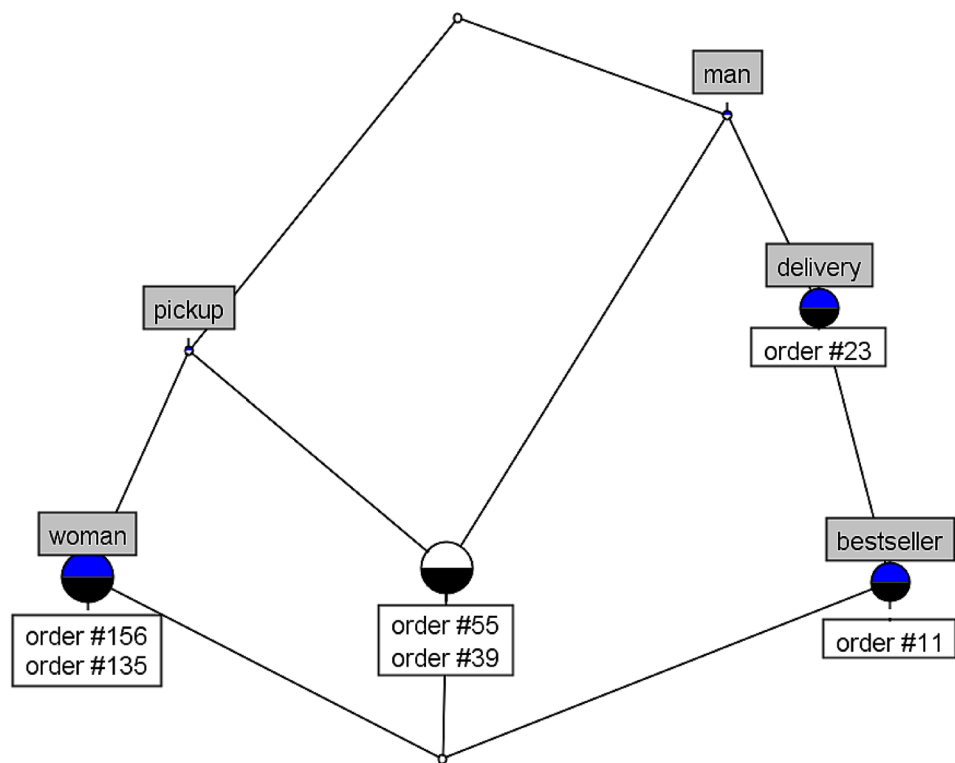 man
delivery
pickup
order #23
woman
bestseller
order #156
order #135
order #55
order #39
order #11